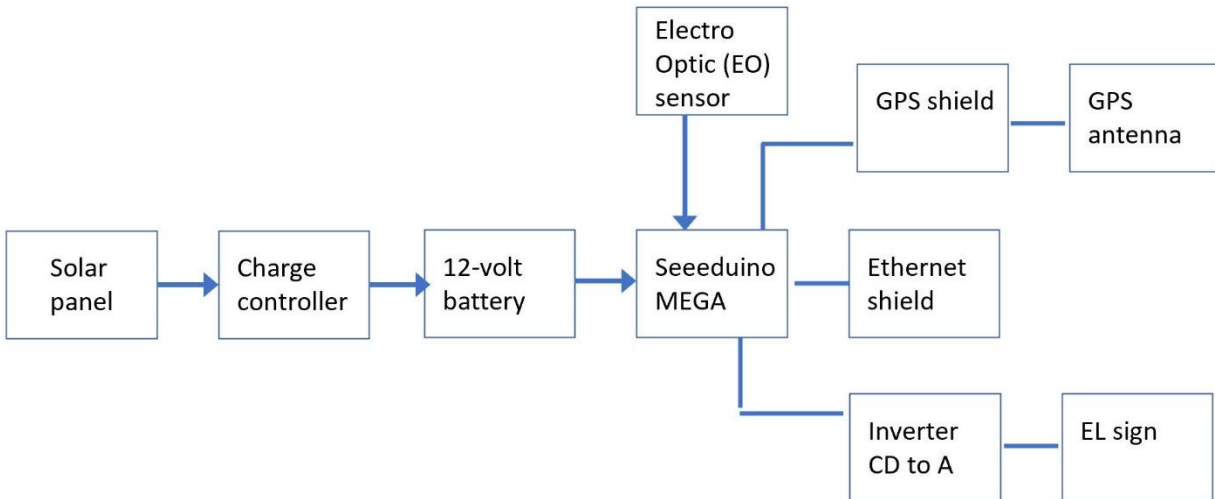 Electro
Optic (EO)
sensor
GPS shield
GPS
antenna
Solar
panel
Charge
controller
12-volt
battery
Seeeduino
MEGA
Ethernet
shield
Inverter
CD to A
EL sign